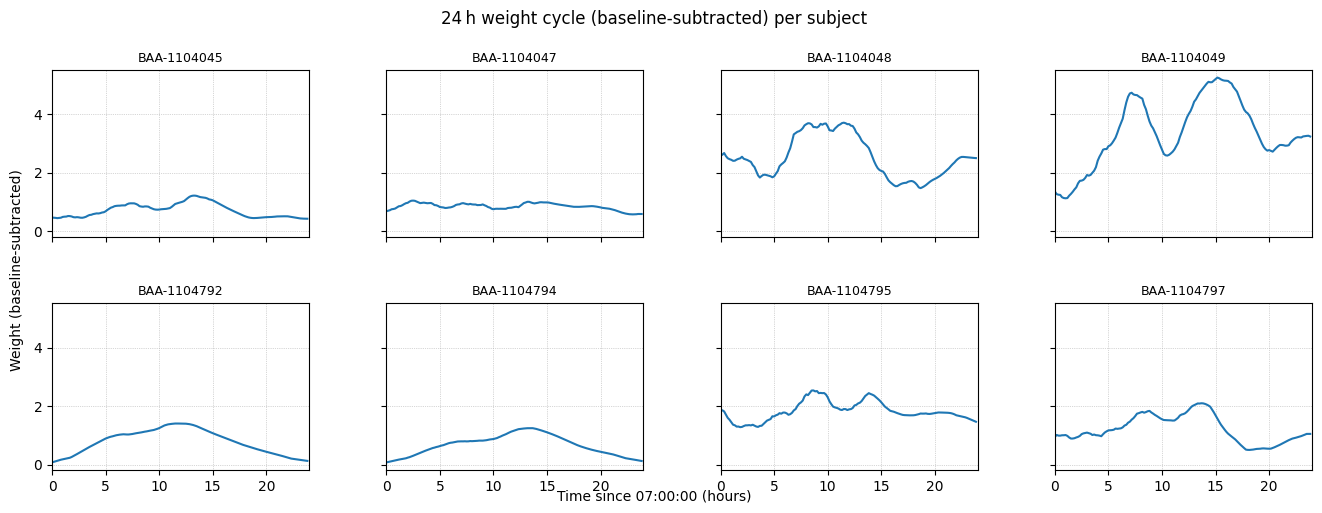 24 h weight cycle (baseline-subtracted) per subject
BAA-1104045
BAA-1104047
BAA-1104048
BAA-1104049
4
2
0
Weight (baseline-subtracted)
BAA-1104792
BAA-1104794
BAA-1104795
BAA-1104797
4
2
0
0 5 10 15 20
0 5 10 15 20
0 5 10 15 20
0 5 10 15 20
Time since 07:00:00 (hours)